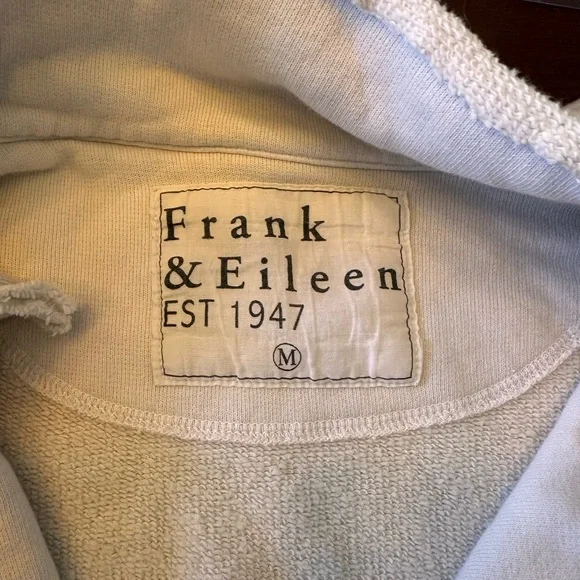 Frank
& Eileen
EST 1947
M